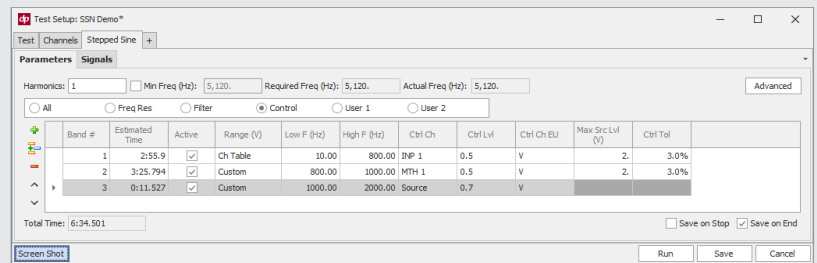 dp Test Setup: SSN Demo*
Test Channels Stepped Sine +
Parameters Signals
Harmonics: 1 Min Freq (Hz): 5,120. Required Freq (Hz): 5,120. Actual Freq (Hz): 5,120. Advanced
All Freq Res Filter Control User 1 User 2
Band # Estimated Time Active Range (V) Low F (Hz) High F (Hz) Ctrl Ch Ctrl Lvl Ctrl Ch EU Max Src Lvl (V) Ctrl Tol
1 2:55.9 Ch Table 10.00 800.00 INP 1 0.5 V 2. 3.0%
2 3:25.794 Custom 800.00 1000.00 MTH 1 0.5 V 2. 3.0%
3 0:11.527 Custom 1000.00 2000.00 Source 0.7 V
Total Time: 6:34.501 Save on Stop Save on End
Screen Shot Run Save Cancel